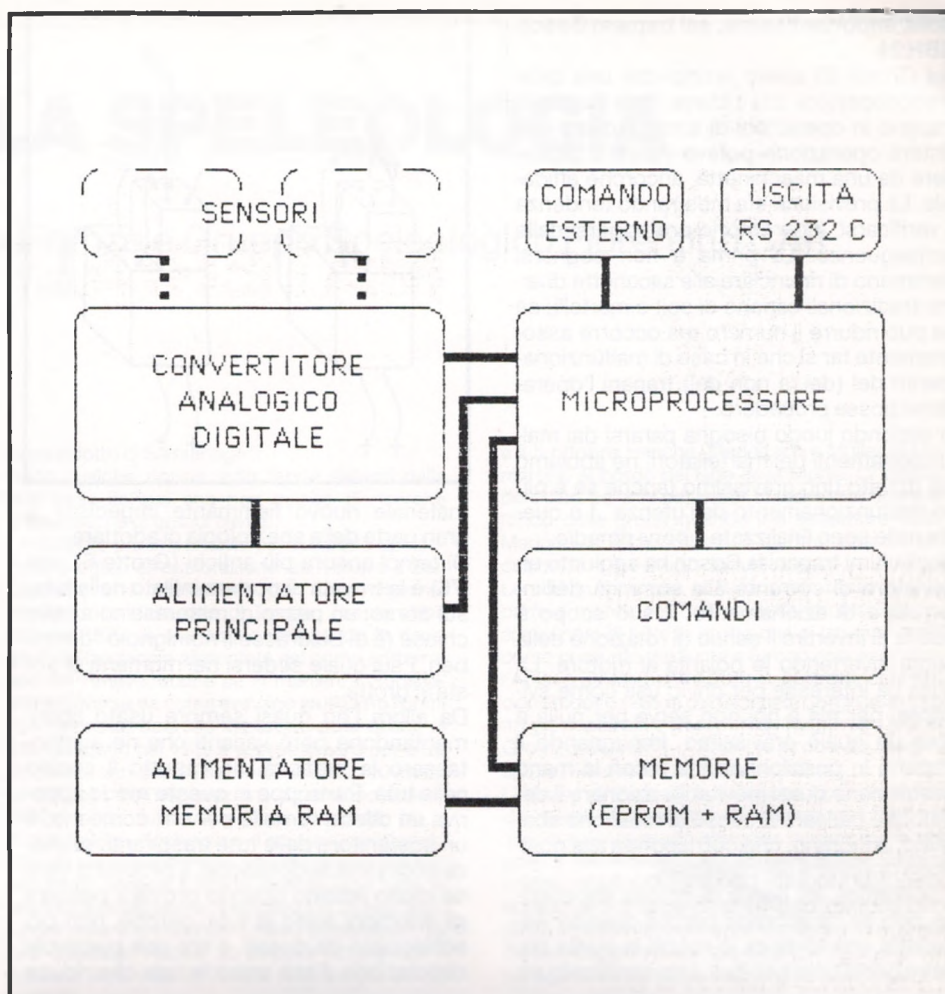 SENSORI
COMANDO
ESTERNO
USCITA
RS 232 C
CONVERTITORE
ANALOGICO
DIGITALE
MICROPROCESSORE
ALIMENTATORE
PRINCIPALE
COMANDI
ALIMENTATORE
MEMORIA RAM
MEMORIE
(EPROM + RAM)